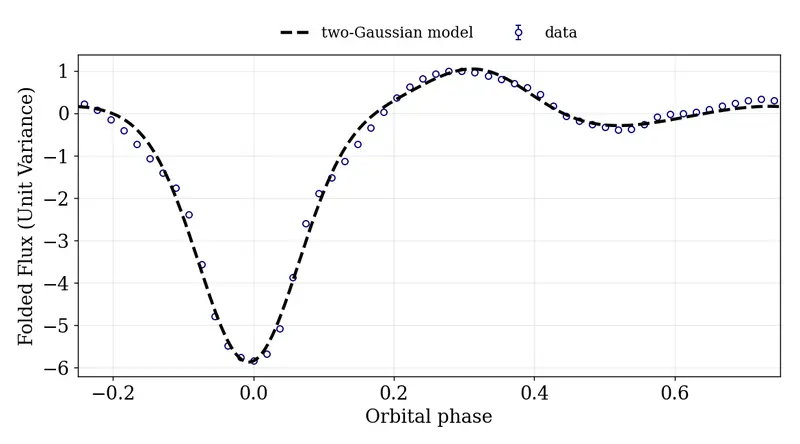 two-Gaussian model data
1
0
−1
−2
−3
−4
−5
−6
Folded Flux (Unit Variance)
−0.2 0.0 0.2 0.4 0.6
Orbital phase